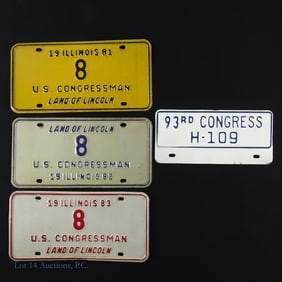 19 ILLINOIS 81
8
U.S. CONGRESSMAN
LAND OF LINCOLN
LAND OF LINCOLN
8
U.S. CONGRESSMAN
19 ILLINOIS 82
19 ILLINOIS 83
8
U.S. CONGRESSMAN
LAND OF LINCOLN
93RD CONGRESS
H-109
Lot 14 Auctions, P.C.